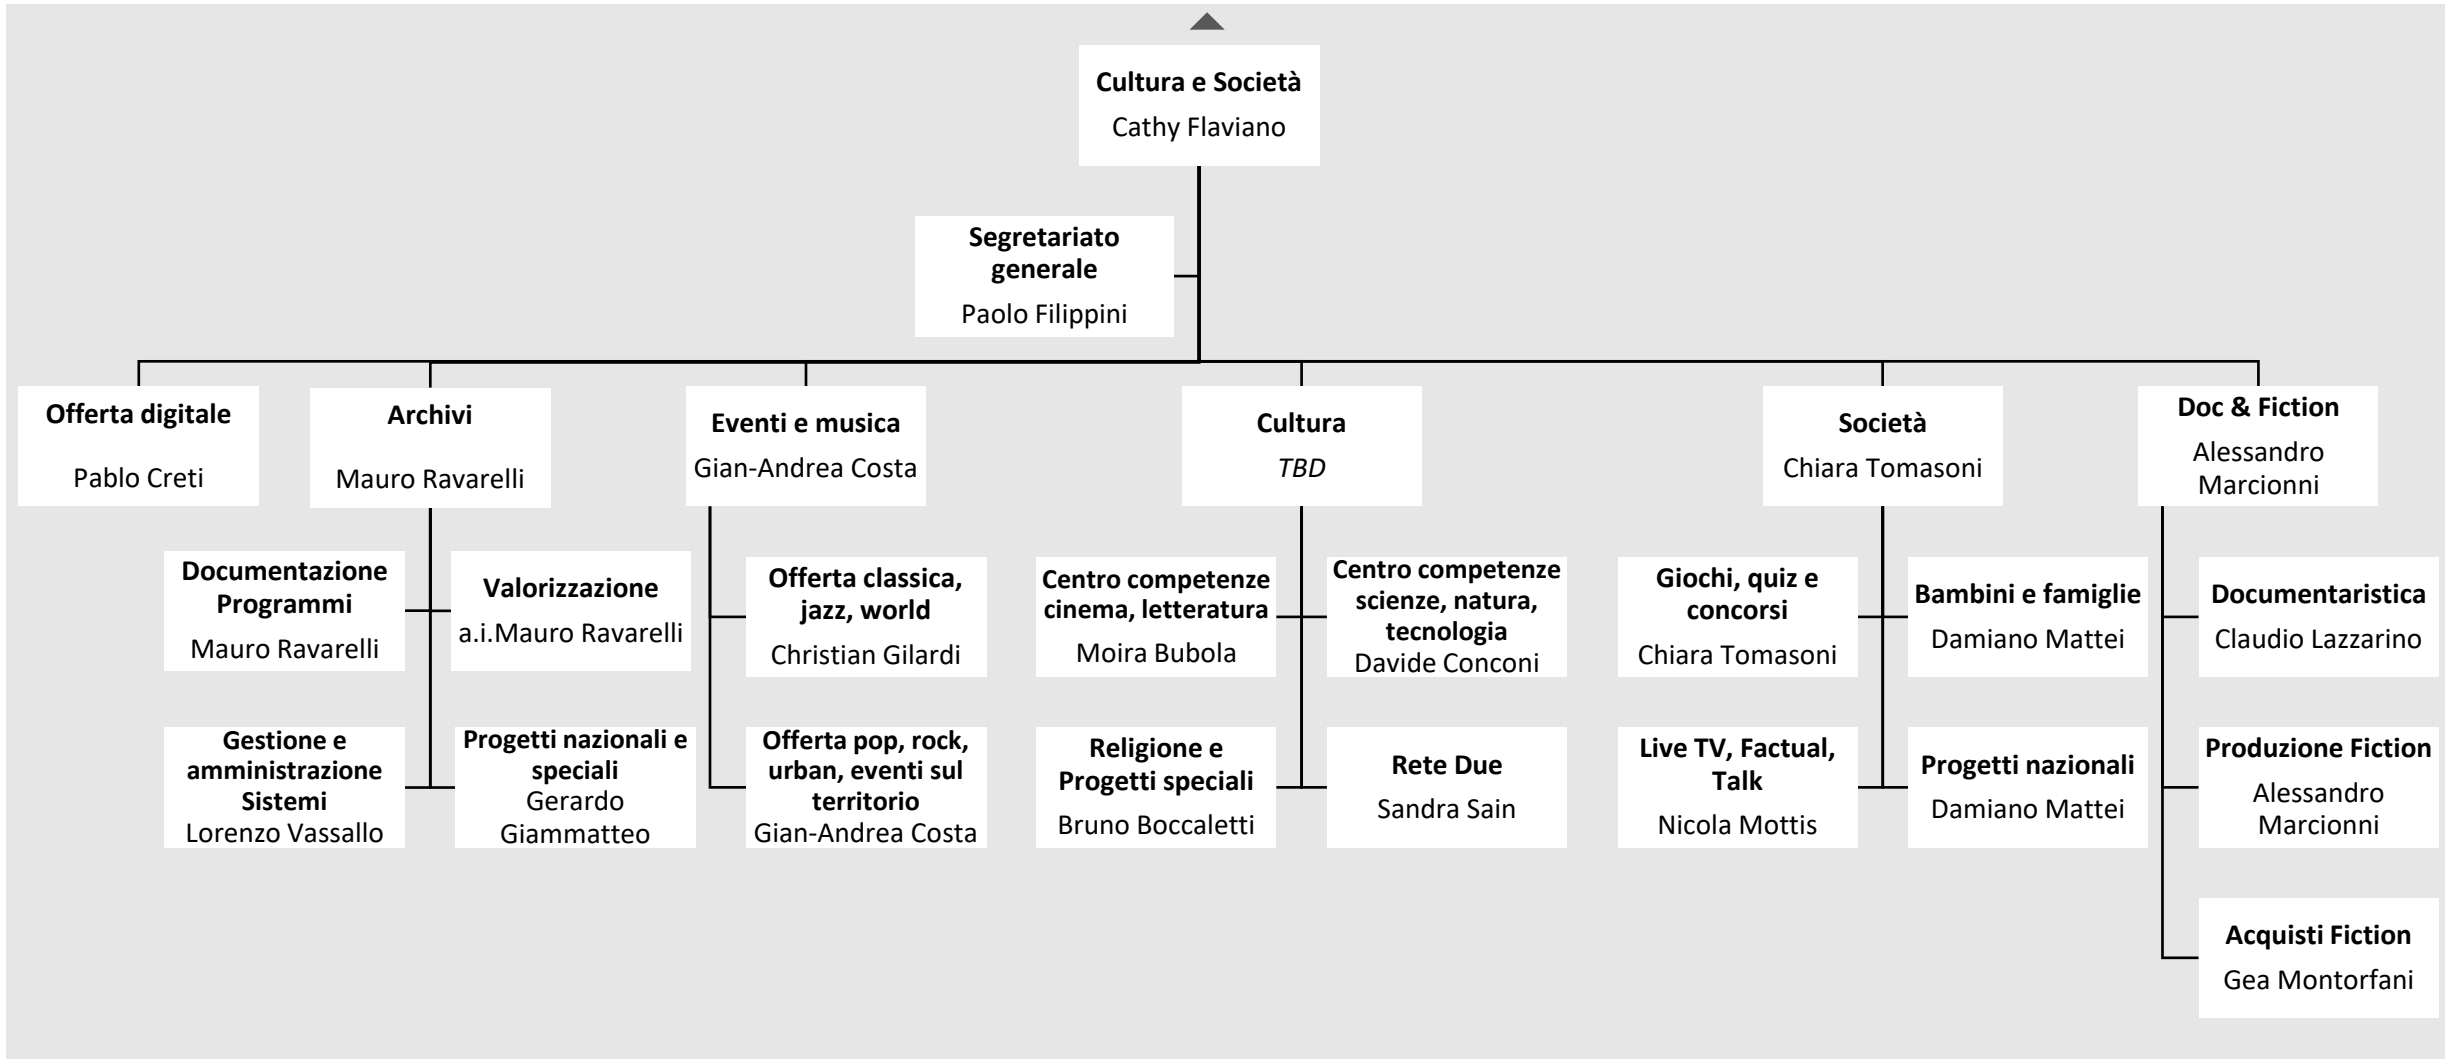 Cultura e Società
Cathy Flaviano
Segretariato
generale
Paolo Filippini
Offerta digitale
Pablo Creti
Archivi
Mauro Ravarelli
Eventi e musica
Gian-Andrea Costa
Cultura
TBD
Società
Chiara Tomasoni
Doc & Fiction
Alessandro
Marcionni
Documentazione
Programmi
Mauro Ravarelli
Valorizzazione
a.i.Mauro Ravarelli
Offerta classica,
jazz, world
Christian Gilardi
Centro competenze
cinema, letteratura
Moira Bubola
Centro competenze
scienze, natura,
tecnologia
Davide Conconi
Giochi, quiz e
concorsi
Chiara Tomasoni
Bambini e famiglie
Damiano Mattei
Documentaristica
Claudio Lazzarino
Gestione e
amministrazione
Sistemi
Lorenzo Vassallo
Progetti nazionali e
speciali
Gerardo
Giammatteo
Offerta pop, rock,
urban, eventi sul
territorio
Gian-Andrea Costa
Religione e
Progetti speciali
Bruno Boccaletti
Rete Due
Sandra Sain
Live TV, Factual,
Talk
Nicola Mottis
Progetti nazionali
Damiano Mattei
Produzione Fiction
Alessandro
Marcionni
Acquisti Fiction
Gea Montorfani